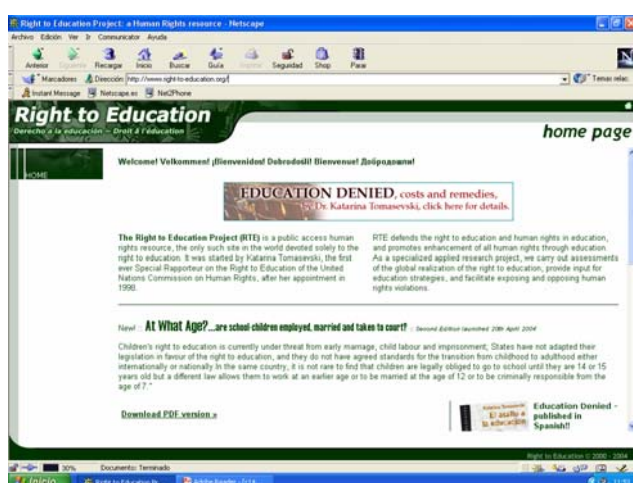 Right to Education Project: a Human Rights resource - Netscape
Archivo Edición Ver Ir Communicator Ayuda
Anterior Recargar Inicio Buscar Guía Imprimir Seguridad Shop Parar
Marcadores Dirección http://www.right-to-education.org/ Temas relac.
Instant Message Netscape.es Net2Phone
Right to Education
Derecho a la educación – Droit à l'éducation
home page
HOME
Welcome! Velkommen! ¡Bienvenidos! Dobrodošli! Bienvenue! Добродошли!
EDUCATION DENIED, costs and remedies,
by Dr. Katarina Tomasevski, click here for details.
The Right to Education Project (RTE) is a public access human
rights resource, the only such site in the world devoted solely to the
right to education. It was started by Katarina Tomasevski, the first
ever Special Rapporteur on the Right to Education of the United
Nations Commission on Human Rights, after her appointment in
1998.
RTE defends the right to education and human rights in education,
and promotes enhancement of all human rights through education.
As a specialized applied research project, we carry out assessments
of the global realization of the right to education, provide input for
education strategies, and facilitate exposing and opposing human
rights violations.
New! :: At What Age?...are school-children employed, married and taken to court? :: Second Edition launched 20th April 2004
Children's right to education is currently under threat from early marriage, child labour and imprisonment; States have not adapted their
legislation in favour of the right to education, and they do not have agreed standards for the transition from childhood to adulthood either
internationally or nationally In the same country, it is not rare to find that children are legally obliged to go to school until they are 14 or 15
years old but a different law allows them to work at an earlier age or to be married at the age of 12 or to be criminally responsible from the
age of 7."
Download PDF version »
El asalto a
la educación
Education Denied -
published in
Spanish!!
Right to Education © 2000 - 2004
30% Documento: Terminado
Inicio Right to Education Pr... Adobe Reader